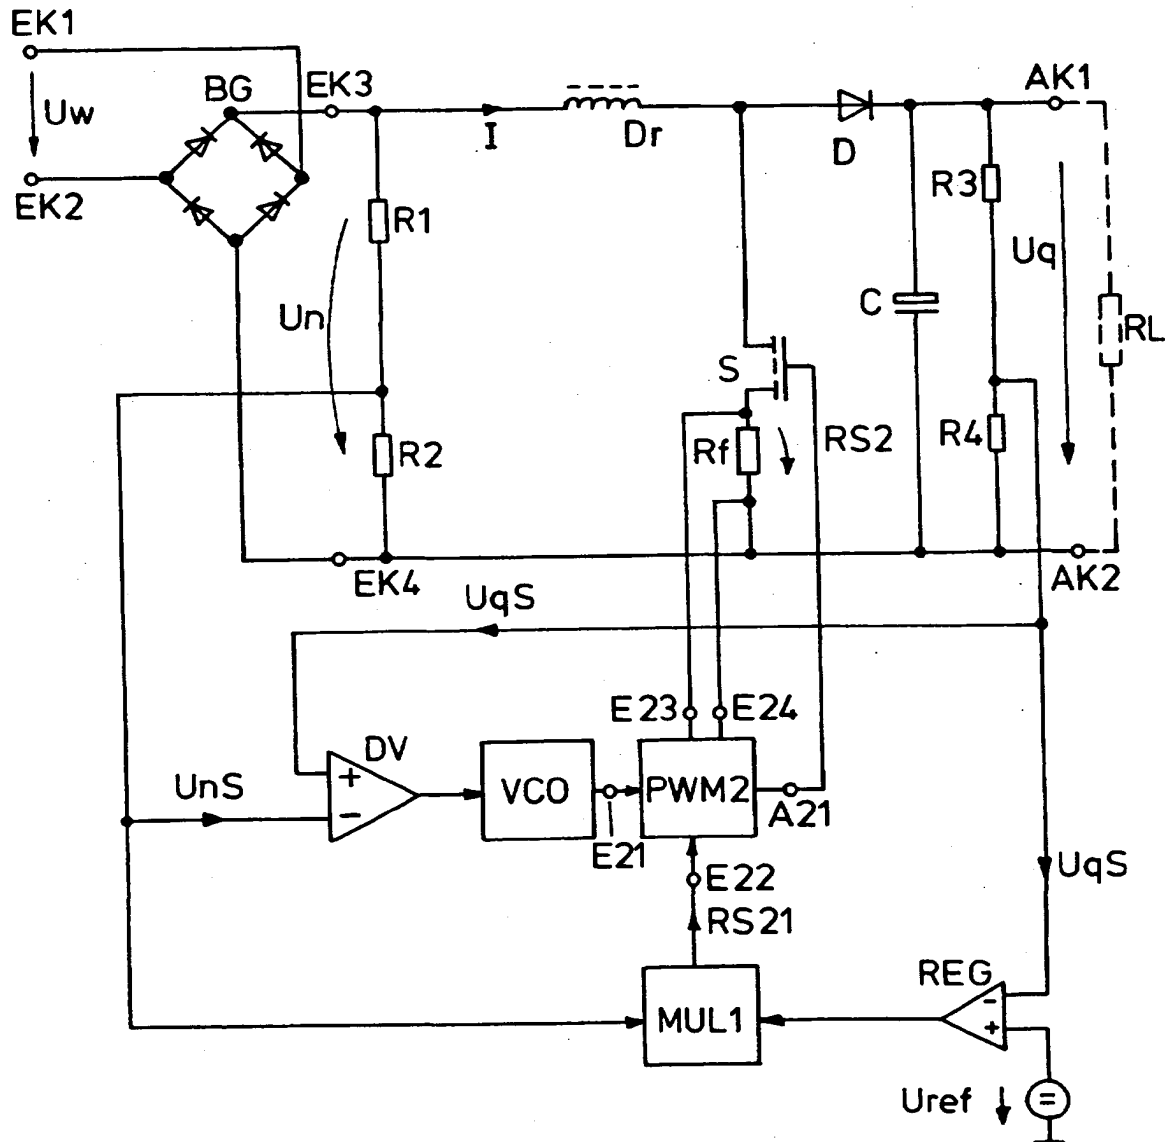 EK1
BG
EK3
AK1
Uw
I
Dr
D
EK2
R1
R3
Un
Uq
C
RL
S
R2
Rf
RS2
R4
EK4
AK2
UqS
E23
E24
DV
UnS
+
−
VCO
PWM2
A21
E21
E22
UqS
RS21
REG
MUL1
−
+
Uref
=